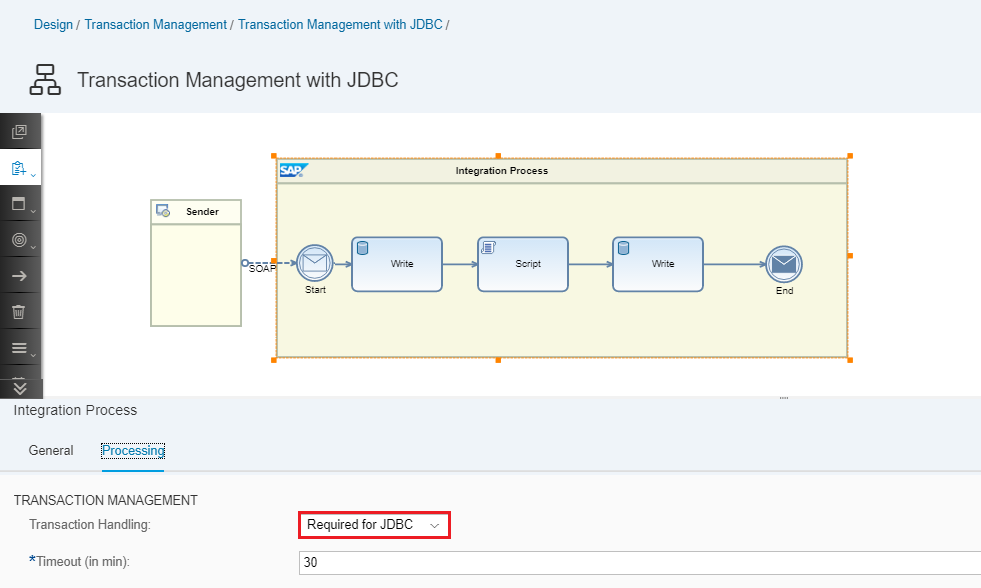 Design / Transaction Management / Transaction Management with JDBC /
Transaction Management with JDBC
SAP
Integration Process
Sender
SOAP
Start
Write
Script
Write
End
Integration Process
General
Processing
TRANSACTION MANAGEMENT
Transaction Handling:
Required for JDBC
*Timeout (in min):
30